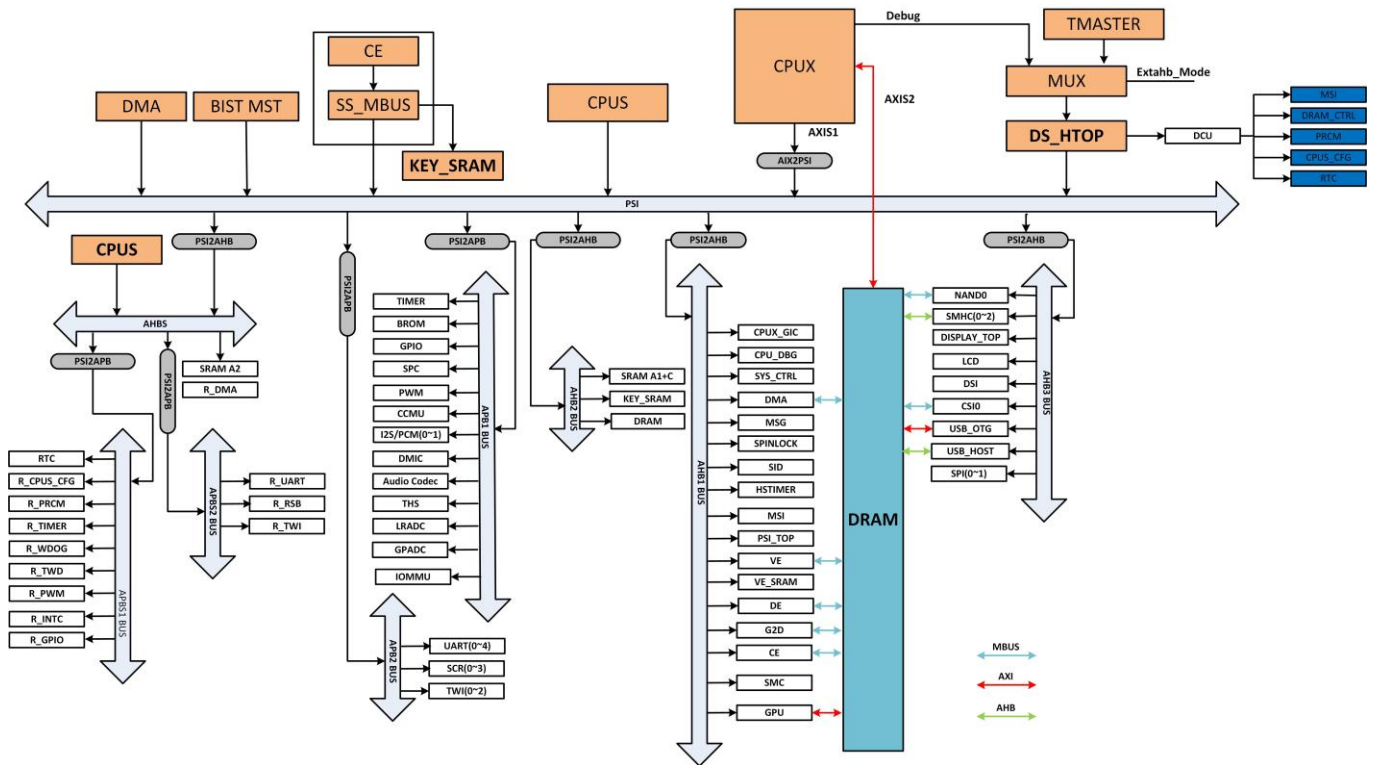 Debug
TMASTER
CE
CPUX
MUX
Extahb_Mode
AXIS2
DMA
BIST MST
SS_MBUS
CPUS
MSI
DRAM_CTRL
PRCM
CPUS_CFG
RTC
DS_HTOP
DCU
AXIS1
KEY_SRAM
AIX2PSI
PSI
CPUS
PSI2AHB
PSI2APB
PSI2APB
PSI2AHB
PSI2AHB
PSI2AHB
AHBS
PSI2APB
PSI2APB
SRAM A2
R_DMA
RTC
R_CPUS_CFG
R_PRCM
R_TIMER
R_WDOG
R_TWD
R_PWM
R_INTC
R_GPIO
APBS1 BUS
APBS2 BUS
R_UART
R_RSB
R_TWI
TIMER
BROM
GPIO
SPC
PWM
CCMU
I2S/PCM(0~1)
DMIC
Audio Codec
THS
LRADC
GPADC
IOMMU
APB1 BUS
APB2 BUS
UART(0~4)
SCR(0~3)
TWI(0~2)
AHB2 BUS
SRAM A1+C
KEY_SRAM
DRAM
AHB1 BUS
CPUX_GIC
CPU_DBG
SYS_CTRL
DMA
MSG
SPINLOCK
SID
HSTIMER
MSI
PSI_TOP
VE
VE_SRAM
DE
G2D
CE
SMC
GPU
DRAM
NAND0
SMHC(0~2)
DISPLAY_TOP
LCD
DSI
CSI0
USB_OTG
USB_HOST
SPI(0~1)
AHB3 BUS
MBUS
AXI
AHB